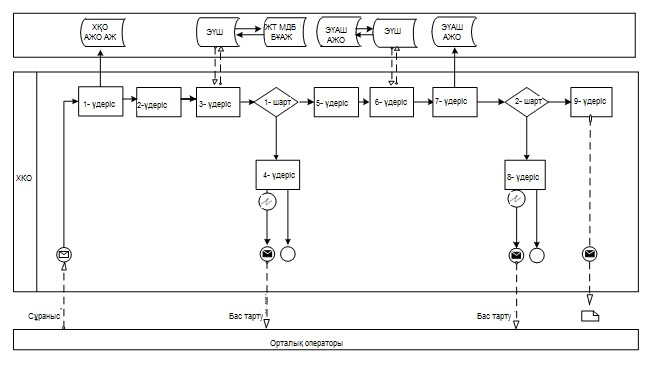 ХҚО
АЖО АЖ
ЭҮШ
ЖТ МДБ
БҰАЖ
ЭҮАШ
АЖО
ЭҮШ
ЭҮАШ
АЖО
1- үдеріс
2-үдеріс
3- үдеріс
1- шарт
5- үдеріс
6- үдеріс
7- үдеріс
2- шарт
9- үдеріс
ХКО
4- үдеріс
8- үдеріс
Сұраныс
Бас тарту
Бас тарту
Орталық операторы